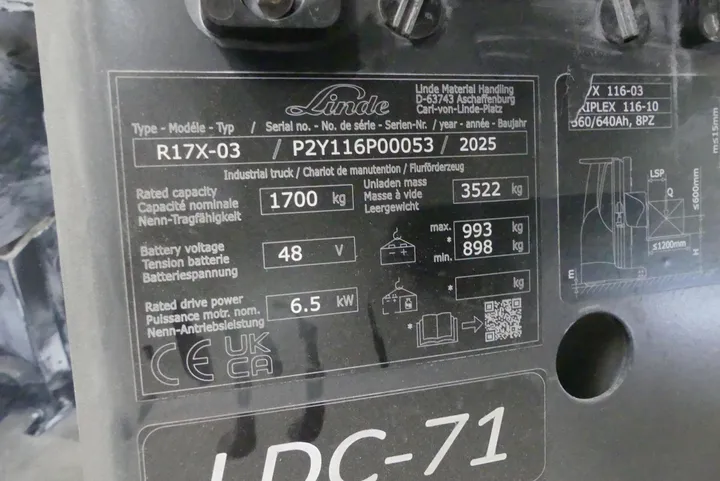 Linde
Linde Material Handling
D-63743 Aschaffenburg
Carl-von-Linde-Platz
Type - Modéle - Typ / Serial no. - No. de série - Serien-Nr. / year - année - Baujahr
R17X-03 / P2Y116P00053 / 2025
Industrial truck / Chariot de manutention / Flurförderzeug
Rated capacity
Capacité nominale
Nenn-Tragfähigkeit
1700 kg
Unladen mass
Masse à vide
Leergewicht
3522 kg
Battery voltage
Tension batterie
Batteriespannung
48 V
max. 993 kg
* min. 898 kg
Rated drive power
Puissance motr. nom.
Nenn-Antriebsleistung
6.5 kW
* kg
*
CE UK
CA
X 116-03
RIPLEX 116-10
560/640Ah, 8PZ
LSP
Q
≤600mm
≤1200mm
H
E
m≤15mm
LDC-71